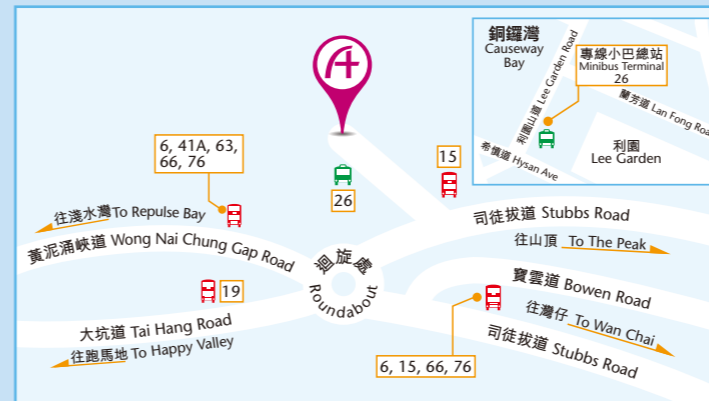 銅鑼灣
Causeway
Bay
利園山道 Lee Garden Road
專線小巴總站
Minibus Terminal
26
蘭芳道 Lan Fong Road
利園
Lee Garden
希慎道 Hysan Ave
6, 41A, 63,
66, 76
15
26
往淺水灣 To Repulse Bay
黃泥涌峽道 Wong Nai Chung Gap Road
司徒拔道 Stubbs Road
往山頂 To The Peak
迴旋處
Roundabout
19
寶雲道 Bowen Road
大坑道 Tai Hang Road
往灣仔 To Wan Chai
往跑馬地 To Happy Valley
司徒拔道 Stubbs Road
6, 15, 66, 76